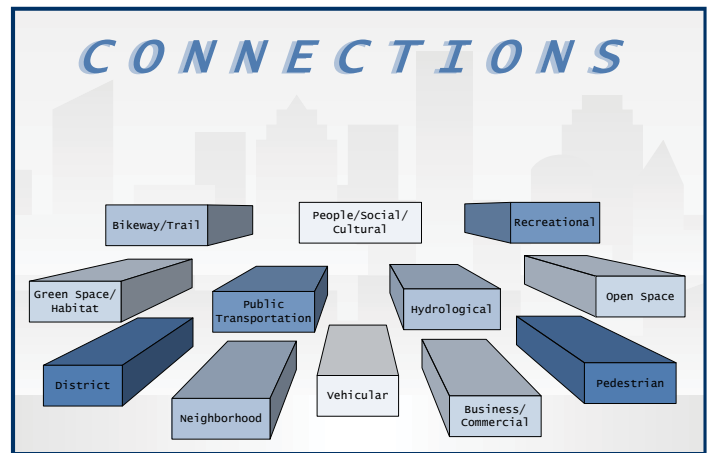 CONNECTIONS
Bikeway/Trail
People/Social/
Cultural
Recreational
Green Space/
Habitat
Public
Transportation
Hydrological
Open Space
District
Neighborhood
Vehicular
Business/
Commercial
Pedestrian